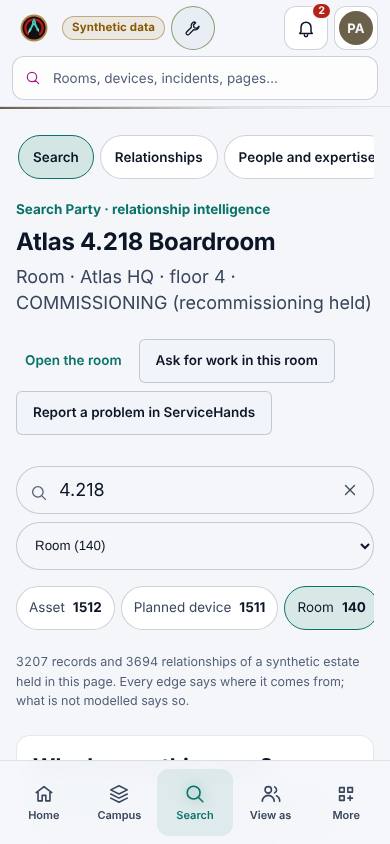 Synthetic data
2
PA
Rooms, devices, incidents, pages...
Search
Relationships
People and expertise
Search Party · relationship intelligence
Atlas 4.218 Boardroom
Room · Atlas HQ · floor 4 ·
COMMISSIONING (recommissioning held)
Open the room
Ask for work in this room
Report a problem in ServiceHands
4.218
Room (140)
Asset 1512
Planned device 1511
Room 140
3207 records and 3694 relationships of a synthetic estate
held in this page. Every edge says where it comes from;
what is not modelled says so.
Home
Campus
Search
View as
More